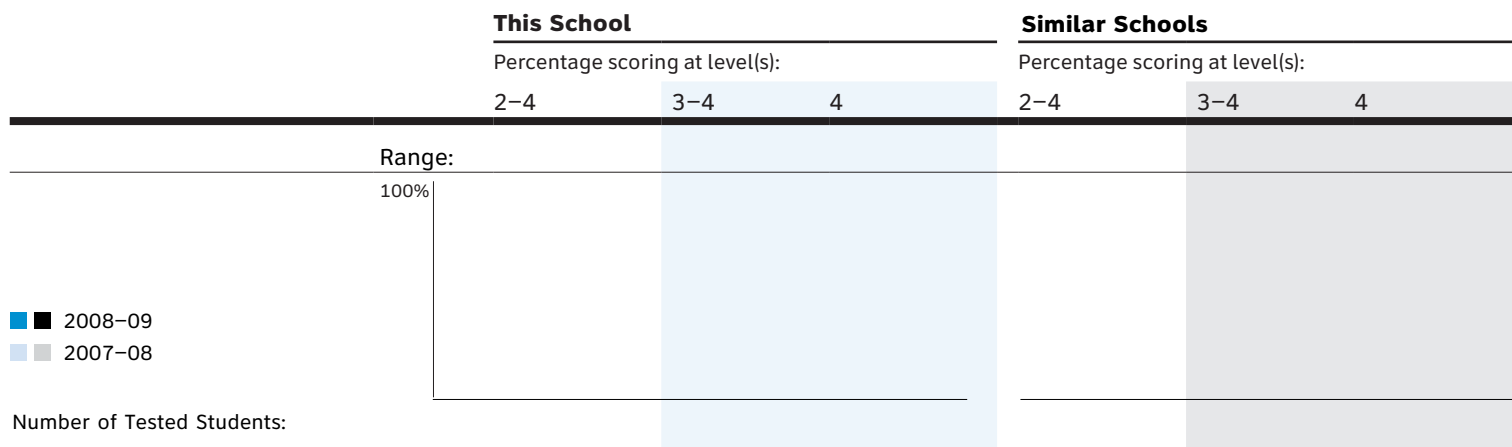 This School Similar Schools
Percentage scoring at level(s): Percentage scoring at level(s):
2–4 3–4 4 2–4 3–4 4
Range:
100%
2008–09
2007–08
Number of Tested Students: